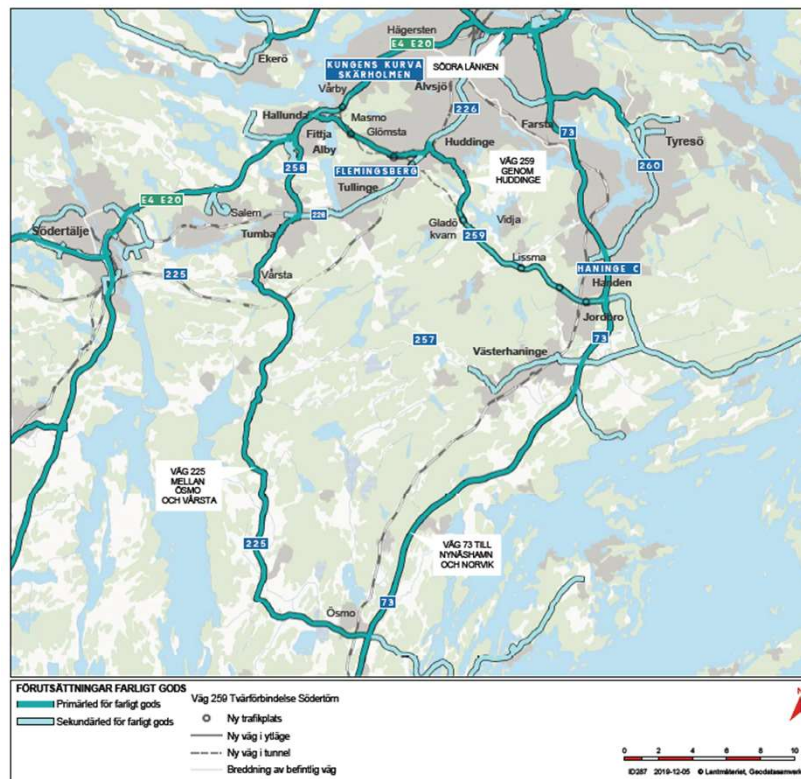 Hägersten
E4 E20
Ekerö
KUNGENS KURVA
SKÄRHOLMEN
SÖDRA LÄNKEN
Älvsjö
Vårby
226
Hallunda
Masmo
Farsta
73
Fittja
Glömsta
Tyresö
Alby
Huddinge
260
258
FLEMINGSBERG
VÄG 259
GENOM
HUDDINGE
Tullinge
E4 E20
Salem
226
Gladö
kvarn
Vidja
Södertälje
Tumba
259
Lissma
HANINGE C
225
Vårsta
Handen
Jordbro
257
73
Västerhaninge
VÄG 225
MELLAN
ÖSMO
OCH VÅRSTA
225
VÄG 73 TILL
NYNÄSHAMN
OCH NORVIK
73
Ösmo
FÖRUTSÄTTNINGAR FARLIGT GODS
Primärled för farligt gods
Sekundärled för farligt gods
Väg 259 Tvärförbindelse Södertörn
Ny trafikplats
Ny väg i ytläge
Ny väg i tunnel
Breddning av befintlig väg
N
0 2 4 6 8 10
ID287 2019-12-05 © Lantmäteriet, Geodatasamverkan